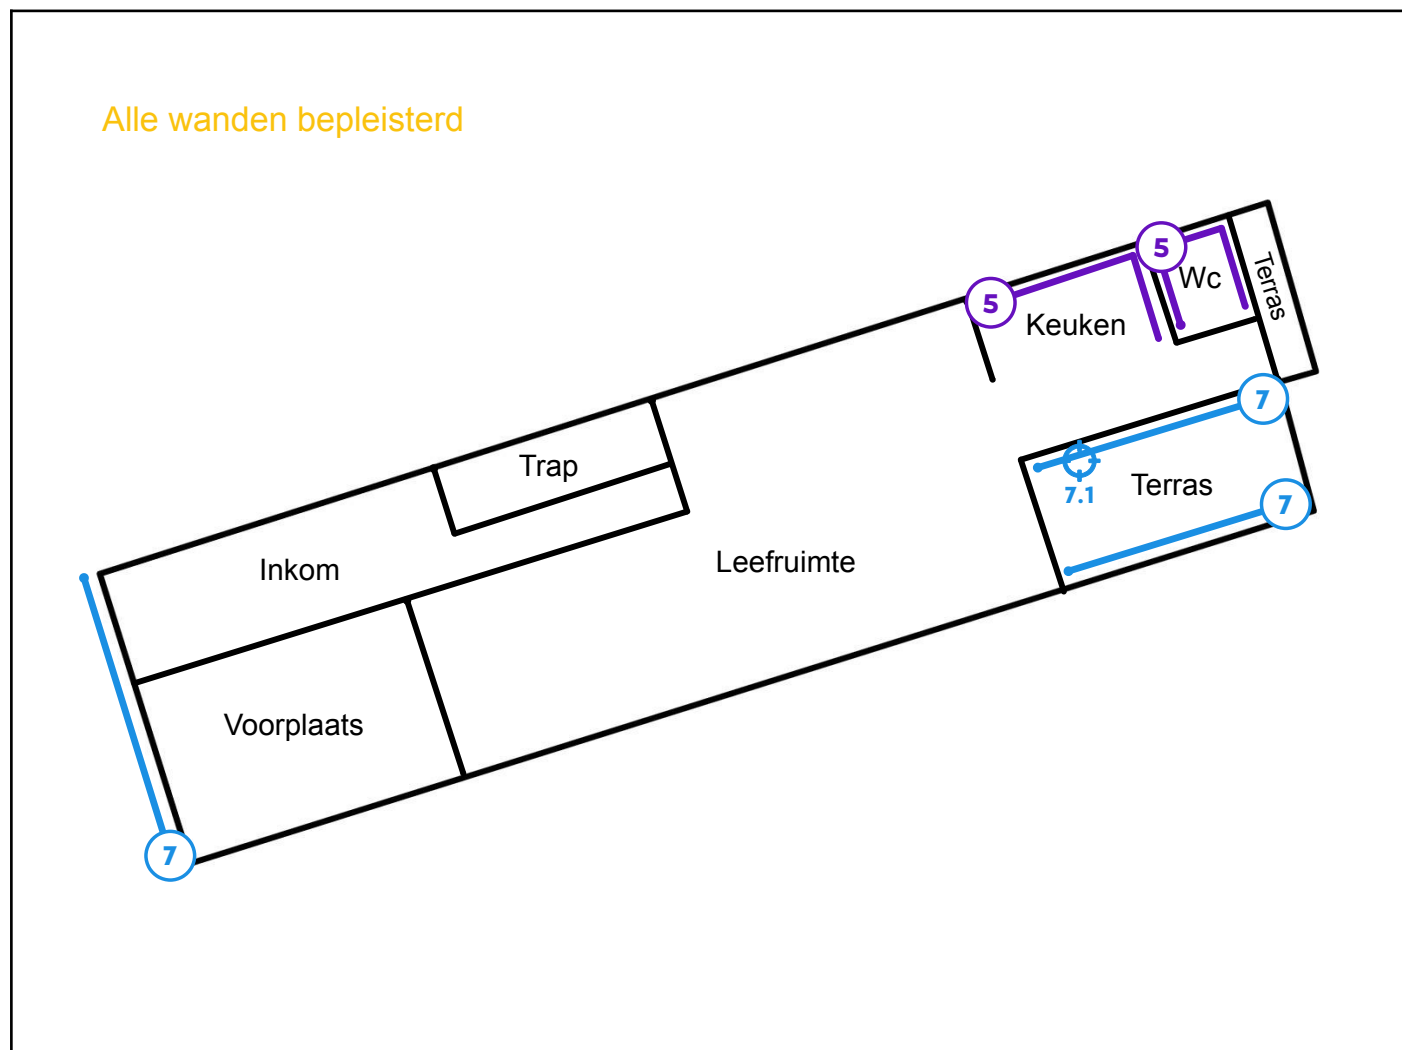 Alle wanden bepleisterd
5
Wc
Terras
5
Keuken
7
Trap
7.1
Terras
7
Inkom
Leefruimte
Voorplaats
7